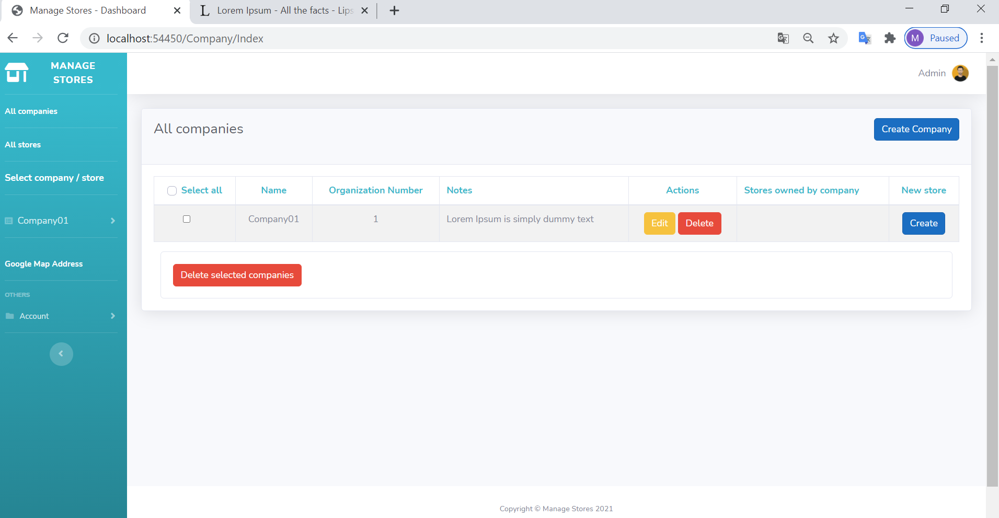 Manage Stores - Dashboard
Lorem Ipsum - All the facts - Lips
localhost:54450/Company/Index
M Paused
MANAGE
STORES
Admin
All companies
All stores
Select company / store
Company01
Google Map Address
OTHERS
Account
All companies
Create Company
Select all Name Organization Number Notes Actions Stores owned by company New store
Company01 1 Lorem Ipsum is simply dummy text Edit Delete Create
Delete selected companies
Copyright © Manage Stores 2021